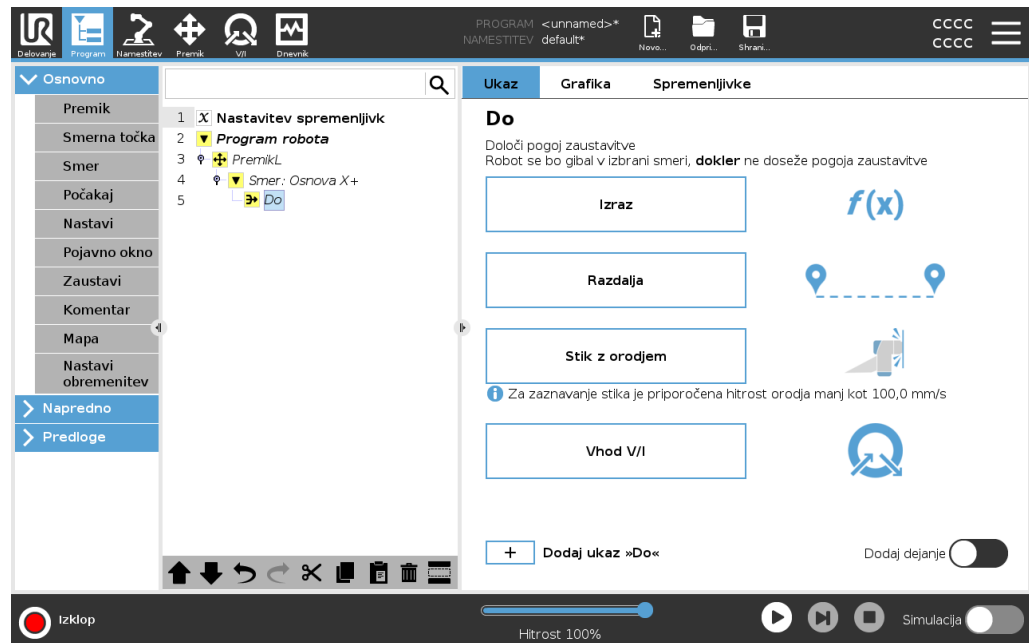 PROGRAM <unnamed>*
NAMESTITEV default*
CCCC
CCCC
Delovanje Program Namestitev Premik V/I Dnevnik Novo... Odpri... Shrani...
Osnovno
Premik
Smerna točka
Smer
Počakaj
Nastavi
Pojavno okno
Zaustavi
Komentar
Mapa
Nastavi
obremenitev
Napredno
Predloge
1 X Nastavitev spremenljivk
2 Program robota
3 PremikL
4 Smer: Osnova X+
5 Do
Ukaz Grafika Spremenljivke
Do
Določi pogoj zaustavitve
Robot se bo gibal v izbrani smeri, dokler ne doseže pogoja zaustavitve
Izraz f(x)
Razdalja
Stik z orodjem
Za zaznavanje stika je priporočena hitrost orodja manj kot 100,0 mm/s
Vhod V/I
+ Dodaj ukaz »Do« Dodaj dejanje
Izklop
Hitrost 100%
Simulacija